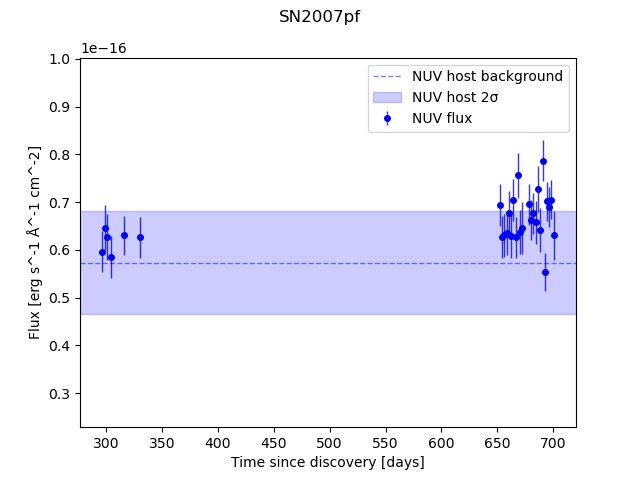 SN2007pf
1e−16
NUV host background
NUV host 2σ
NUV flux
1.0
0.9
0.8
0.7
0.6
0.5
0.4
0.3
Flux [erg s^-1 Å^-1 cm^-2]
300 350 400 450 500 550 600 650 700
Time since discovery [days]